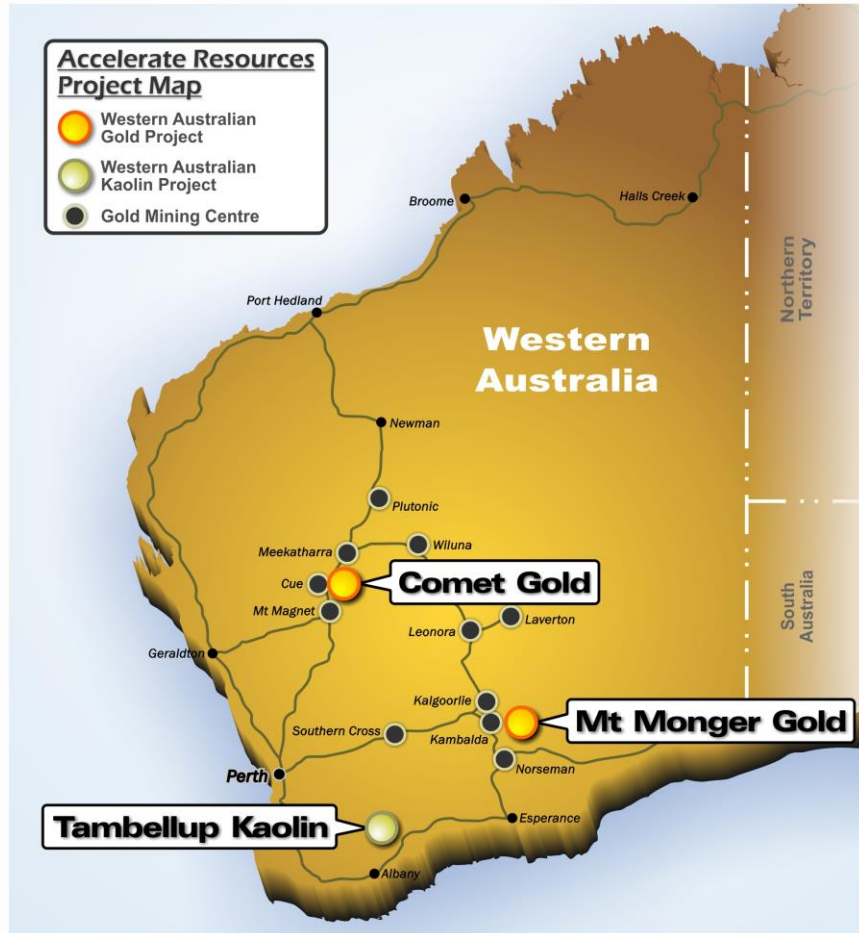 Accelerate Resources
Project Map
Western Australian
Gold Project
Western Australian
Kaolin Project
Gold Mining Centre
Broome
Halls Creek
Northern
Territory
Port Hedland
Western
Australia
Newman
Plutonic
Meekatharra
Wiluna
Cue
Comet Gold
Mt Magnet
Laverton
Leonora
South
Australia
Geraldton
Kalgoorlie
Mt Monger Gold
Southern Cross
Kambalda
Norseman
Perth
Tambellup Kaolin
Esperance
Albany